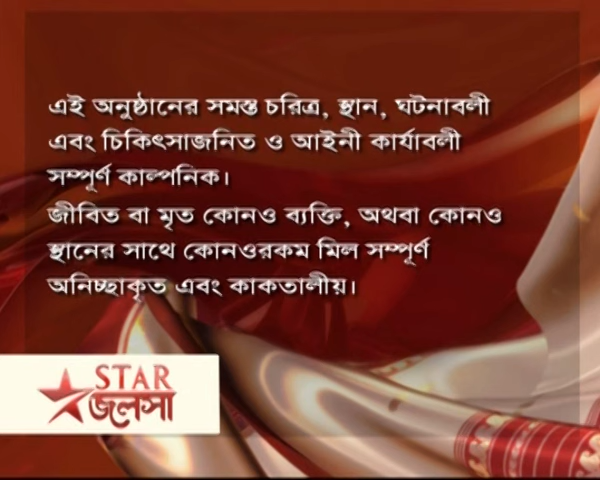 এই অনুষ্ঠানের সমস্ত চরিত্র, স্থান, ঘটনাবলী
এবং চিকিৎসাজনিত ও আইনী কার্যাবলী
সম্পূর্ণ কাল্পনিক।
জীবিত বা মৃত কোনও ব্যক্তি, অথবা কোনও
স্থানের সাথে কোনওরকম মিল সম্পূর্ণ
অনিচ্ছাকৃত এবং কাকতালীয়।
STAR
জলসা